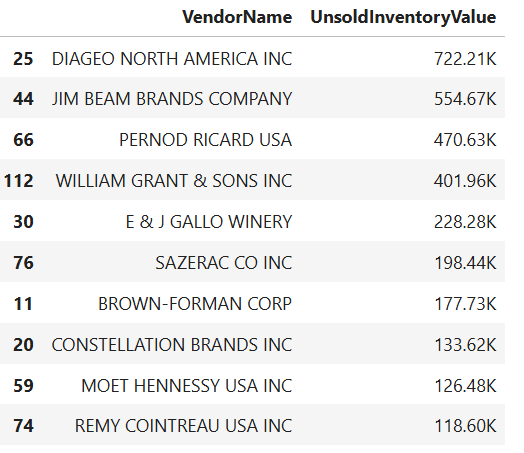 VendorName UnsoldInventoryValue
25 DIAGEO NORTH AMERICA INC 722.21K
44 JIM BEAM BRANDS COMPANY 554.67K
66 PERNOD RICARD USA 470.63K
112 WILLIAM GRANT & SONS INC 401.96K
30 E & J GALLO WINERY 228.28K
76 SAZERAC CO INC 198.44K
11 BROWN-FORMAN CORP 177.73K
20 CONSTELLATION BRANDS INC 133.62K
59 MOET HENNESSY USA INC 126.48K
74 REMY COINTREAU USA INC 118.60K